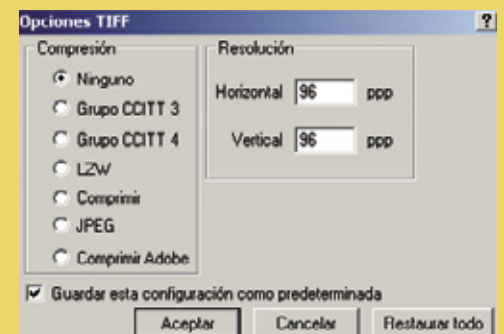 Opciones TIFF ?
Compresión
Ninguno
Grupo CCITT 3
Grupo CCITT 4
LZW
Comprimir
JPEG
Comprimir Adobe
Resolución
Horizontal 96 ppp
Vertical 96 ppp
Guardar esta configuración como predeterminada
Aceptar Cancelar Restaurar todo